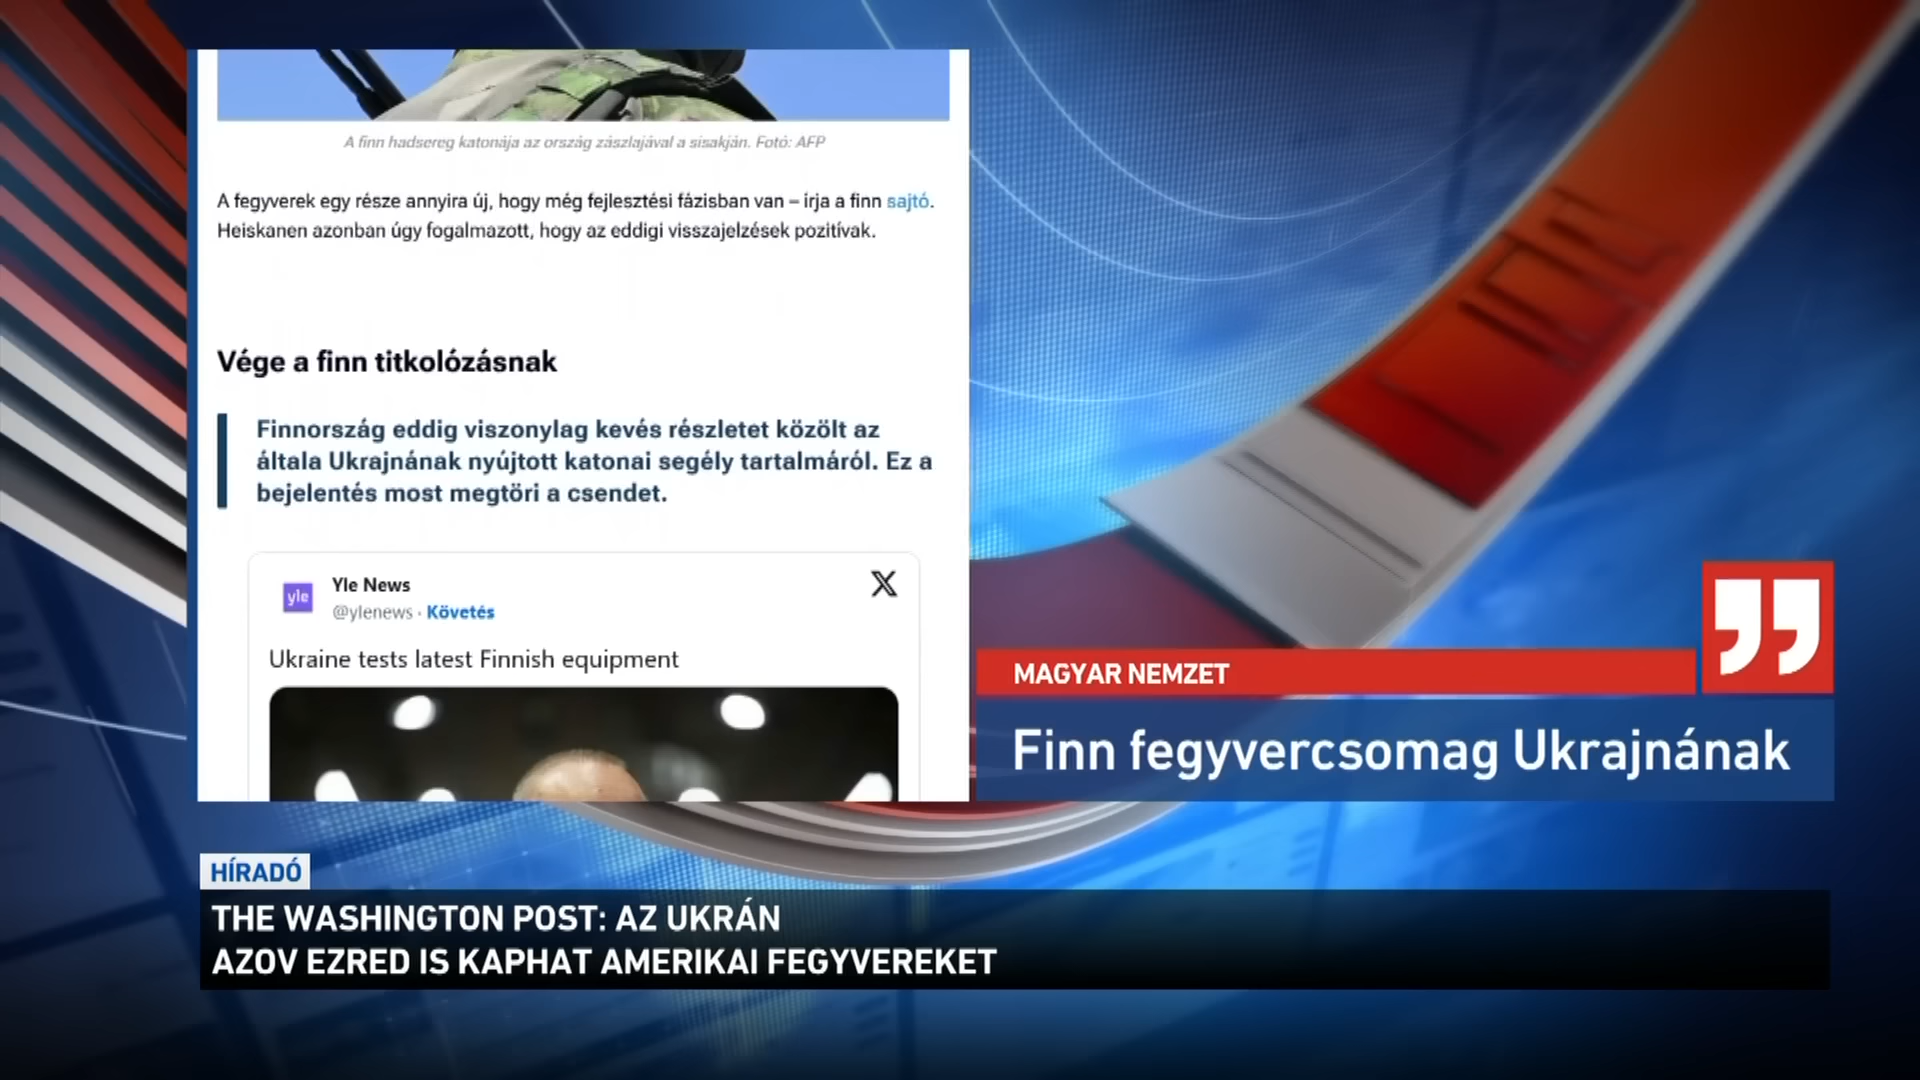 A finn hadsereg katonája az ország zászlajával a sisakján. Fotó: AFP
A fegyverek egy része annyira új, hogy még fejlesztési fázisban van – írja a finn sajtó.
Heiskanen azonban úgy fogalmazott, hogy az eddigi visszajelzések pozitívak.
Vége a finn titkolózásnak
Finnország eddig viszonylag kevés részletet közölt az
általa Ukrajnának nyújtott katonai segély tartalmáról. Ez a
bejelentés most megtöri a csendet.
yle
Yle News
@ylenews · Követés
Ukraine tests latest Finnish equipment
MAGYAR NEMZET
Finn fegyvercsomag Ukrajnának
HÍRADÓ
THE WASHINGTON POST: AZ UKRÁN
AZOV EZRED IS KAPHAT AMERIKAI FEGYVEREKET